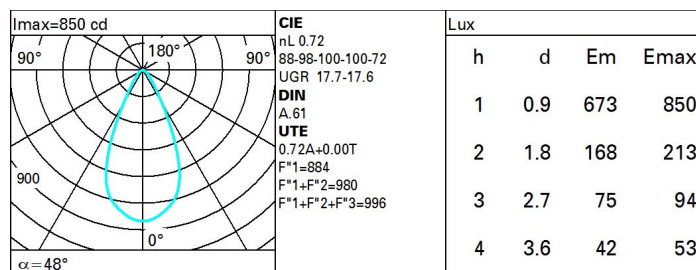 Imax=850 cd
90°
180°
90°
900
0°
α=48°
CIE
nL 0.72
88-98-100-100-72
UGR 17.7-17.6
DIN
A.61
UTE
0.72A+0.00T
F"1=884
F"1+F"2=980
F"1+F"2+F"3=996
Lux
h d Em Emax
1 0.9 673 850
2 1.8 168 213
3 2.7 75 94
4 3.6 42 53